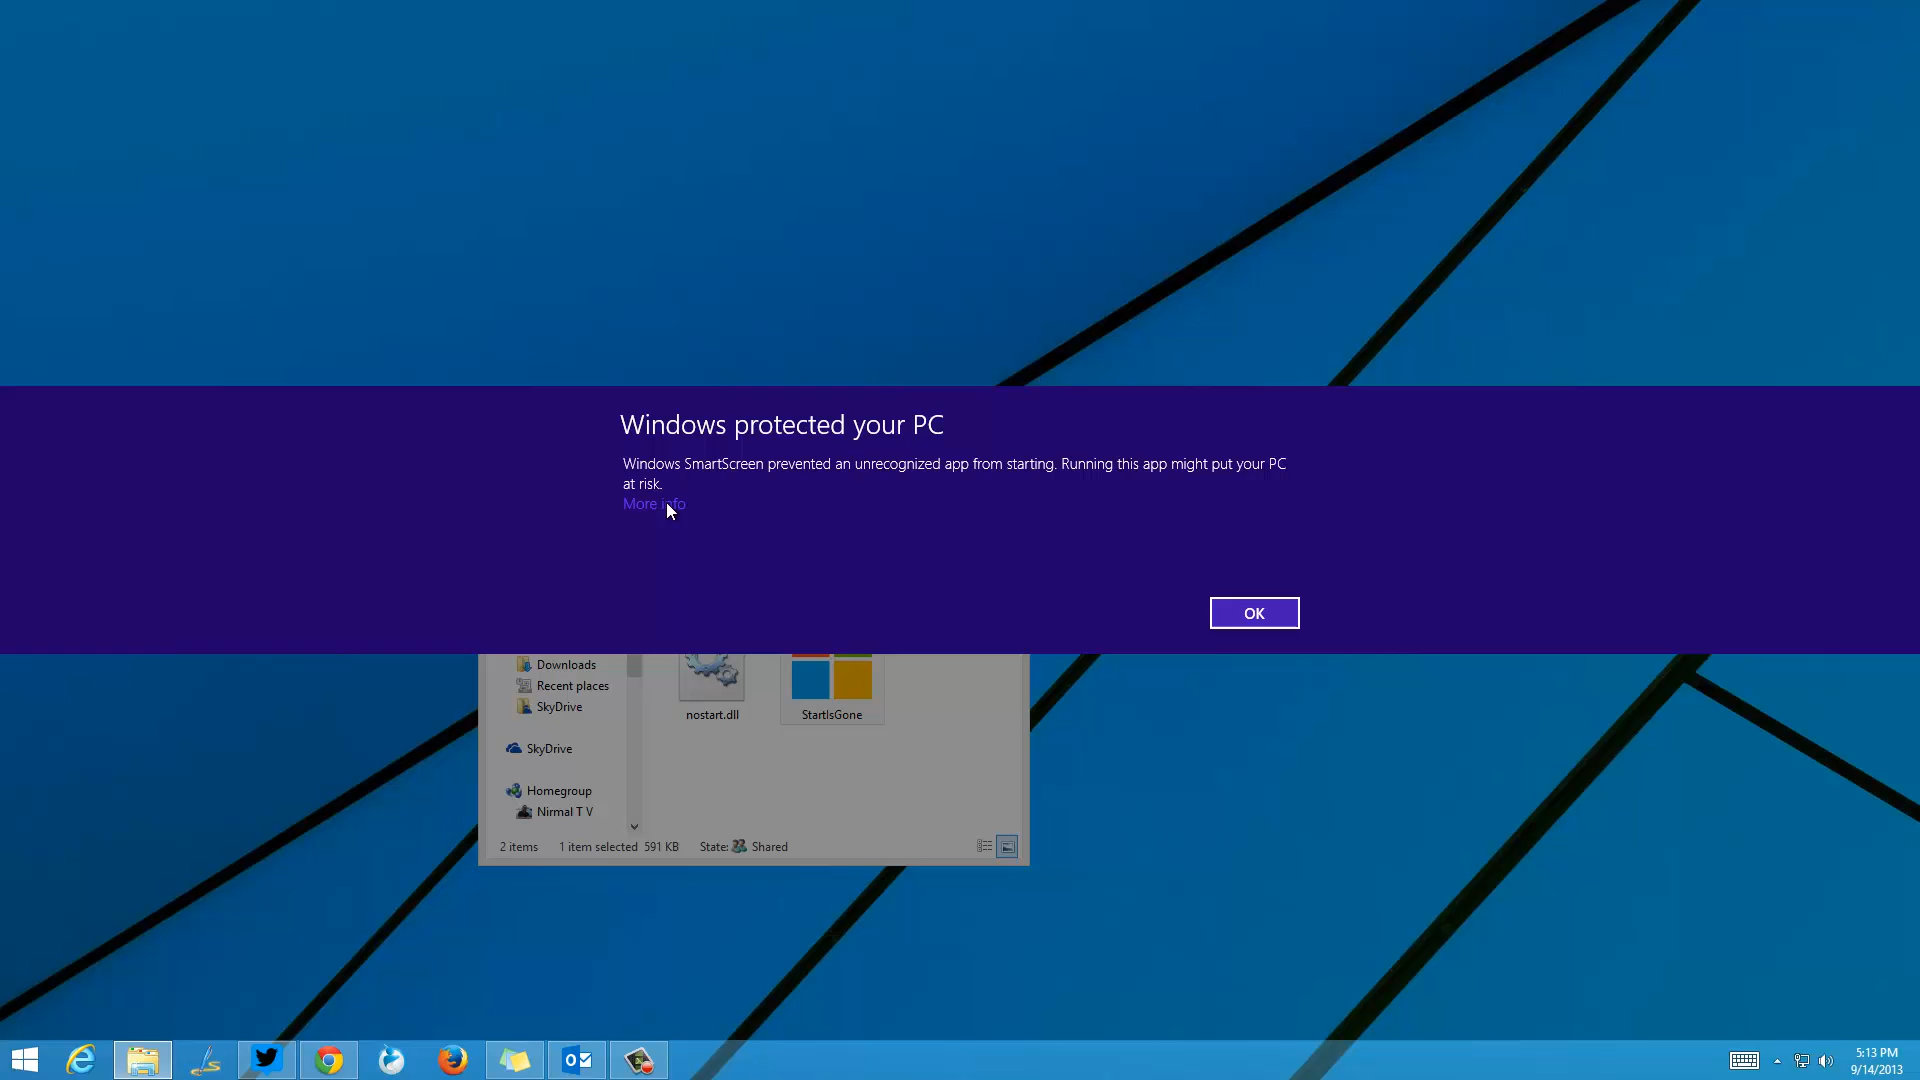 Windows protected your PC
Windows SmartScreen prevented an unrecognized app from starting. Running this app might put your PC
at risk.
More info
OK
Downloads
Recent places
SkyDrive
nostart.dll
StartIsGone
SkyDrive
Homegroup
Nirmal T V
2 items 1 item selected 591 KB State: Shared
5:13 PM
9/14/2013